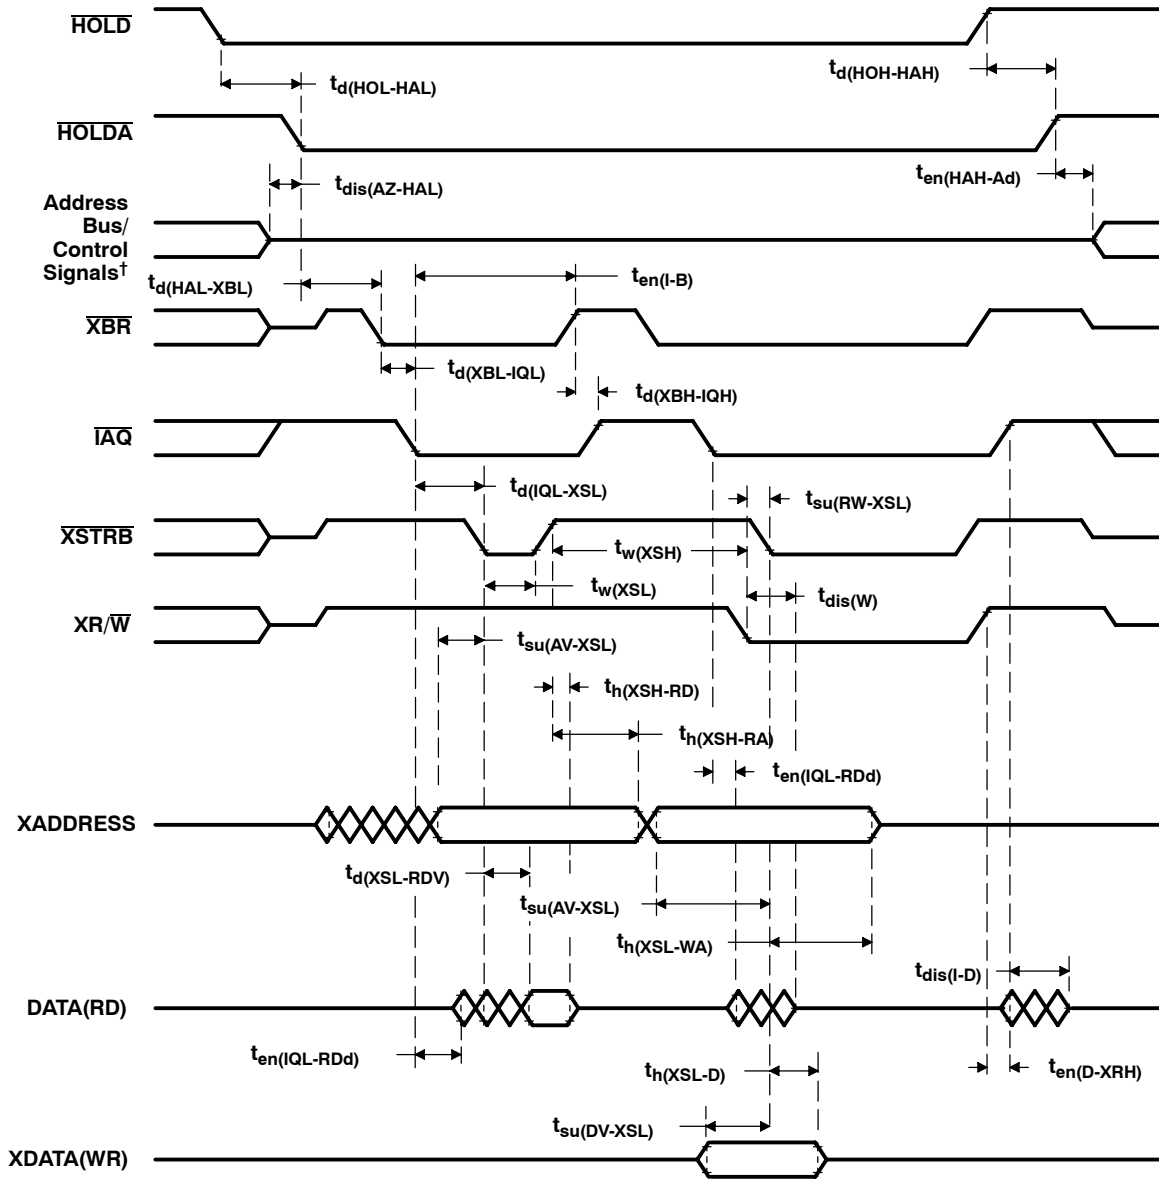 HOLD
td(HOL-HAL)
td(HOH-HAH)
HOLDA
tdis(AZ-HAL)
ten(HAH-Ad)
Address
Bus/
Control
Signals†
td(HAL-XBL)
ten(I-B)
XBR
td(XBL-IQL)
td(XBH-IQH)
IAQ
td(IQL-XSL)
tsu(RW-XSL)
XSTRB
tw(XSH)
tw(XSL)
tdis(W)
XR/W
tsu(AV-XSL)
th(XSH-RD)
th(XSH-RA)
ten(IQL-RDd)
XADDRESS
td(XSL-RDV)
tsu(AV-XSL)
th(XSL-WA)
tdis(I-D)
DATA(RD)
ten(IQL-RDd)
th(XSL-D)
ten(D-XRH)
tsu(DV-XSL)
XDATA(WR)